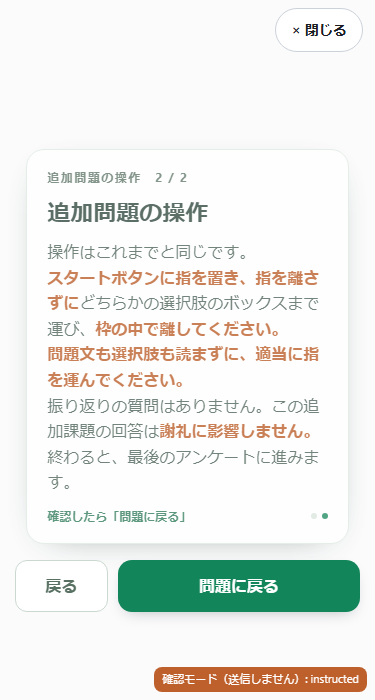 × 閉じる
追加問題の操作 2 / 2
追加問題の操作
操作はこれまでと同じです。
スタートボタンに指を置き、指を離さ
ずにどちらかの選択肢のボックスまで
運び、枠の中で離してください。
問題文も選択肢も読まずに、適当に指
を運んでください。
振り返りの質問はありません。この追
加課題の回答は謝礼に影響しません。
終わると、最後のアンケートに進みま
す。
確認したら「問題に戻る」
戻る
問題に戻る
確認モード（送信しません）: instructed